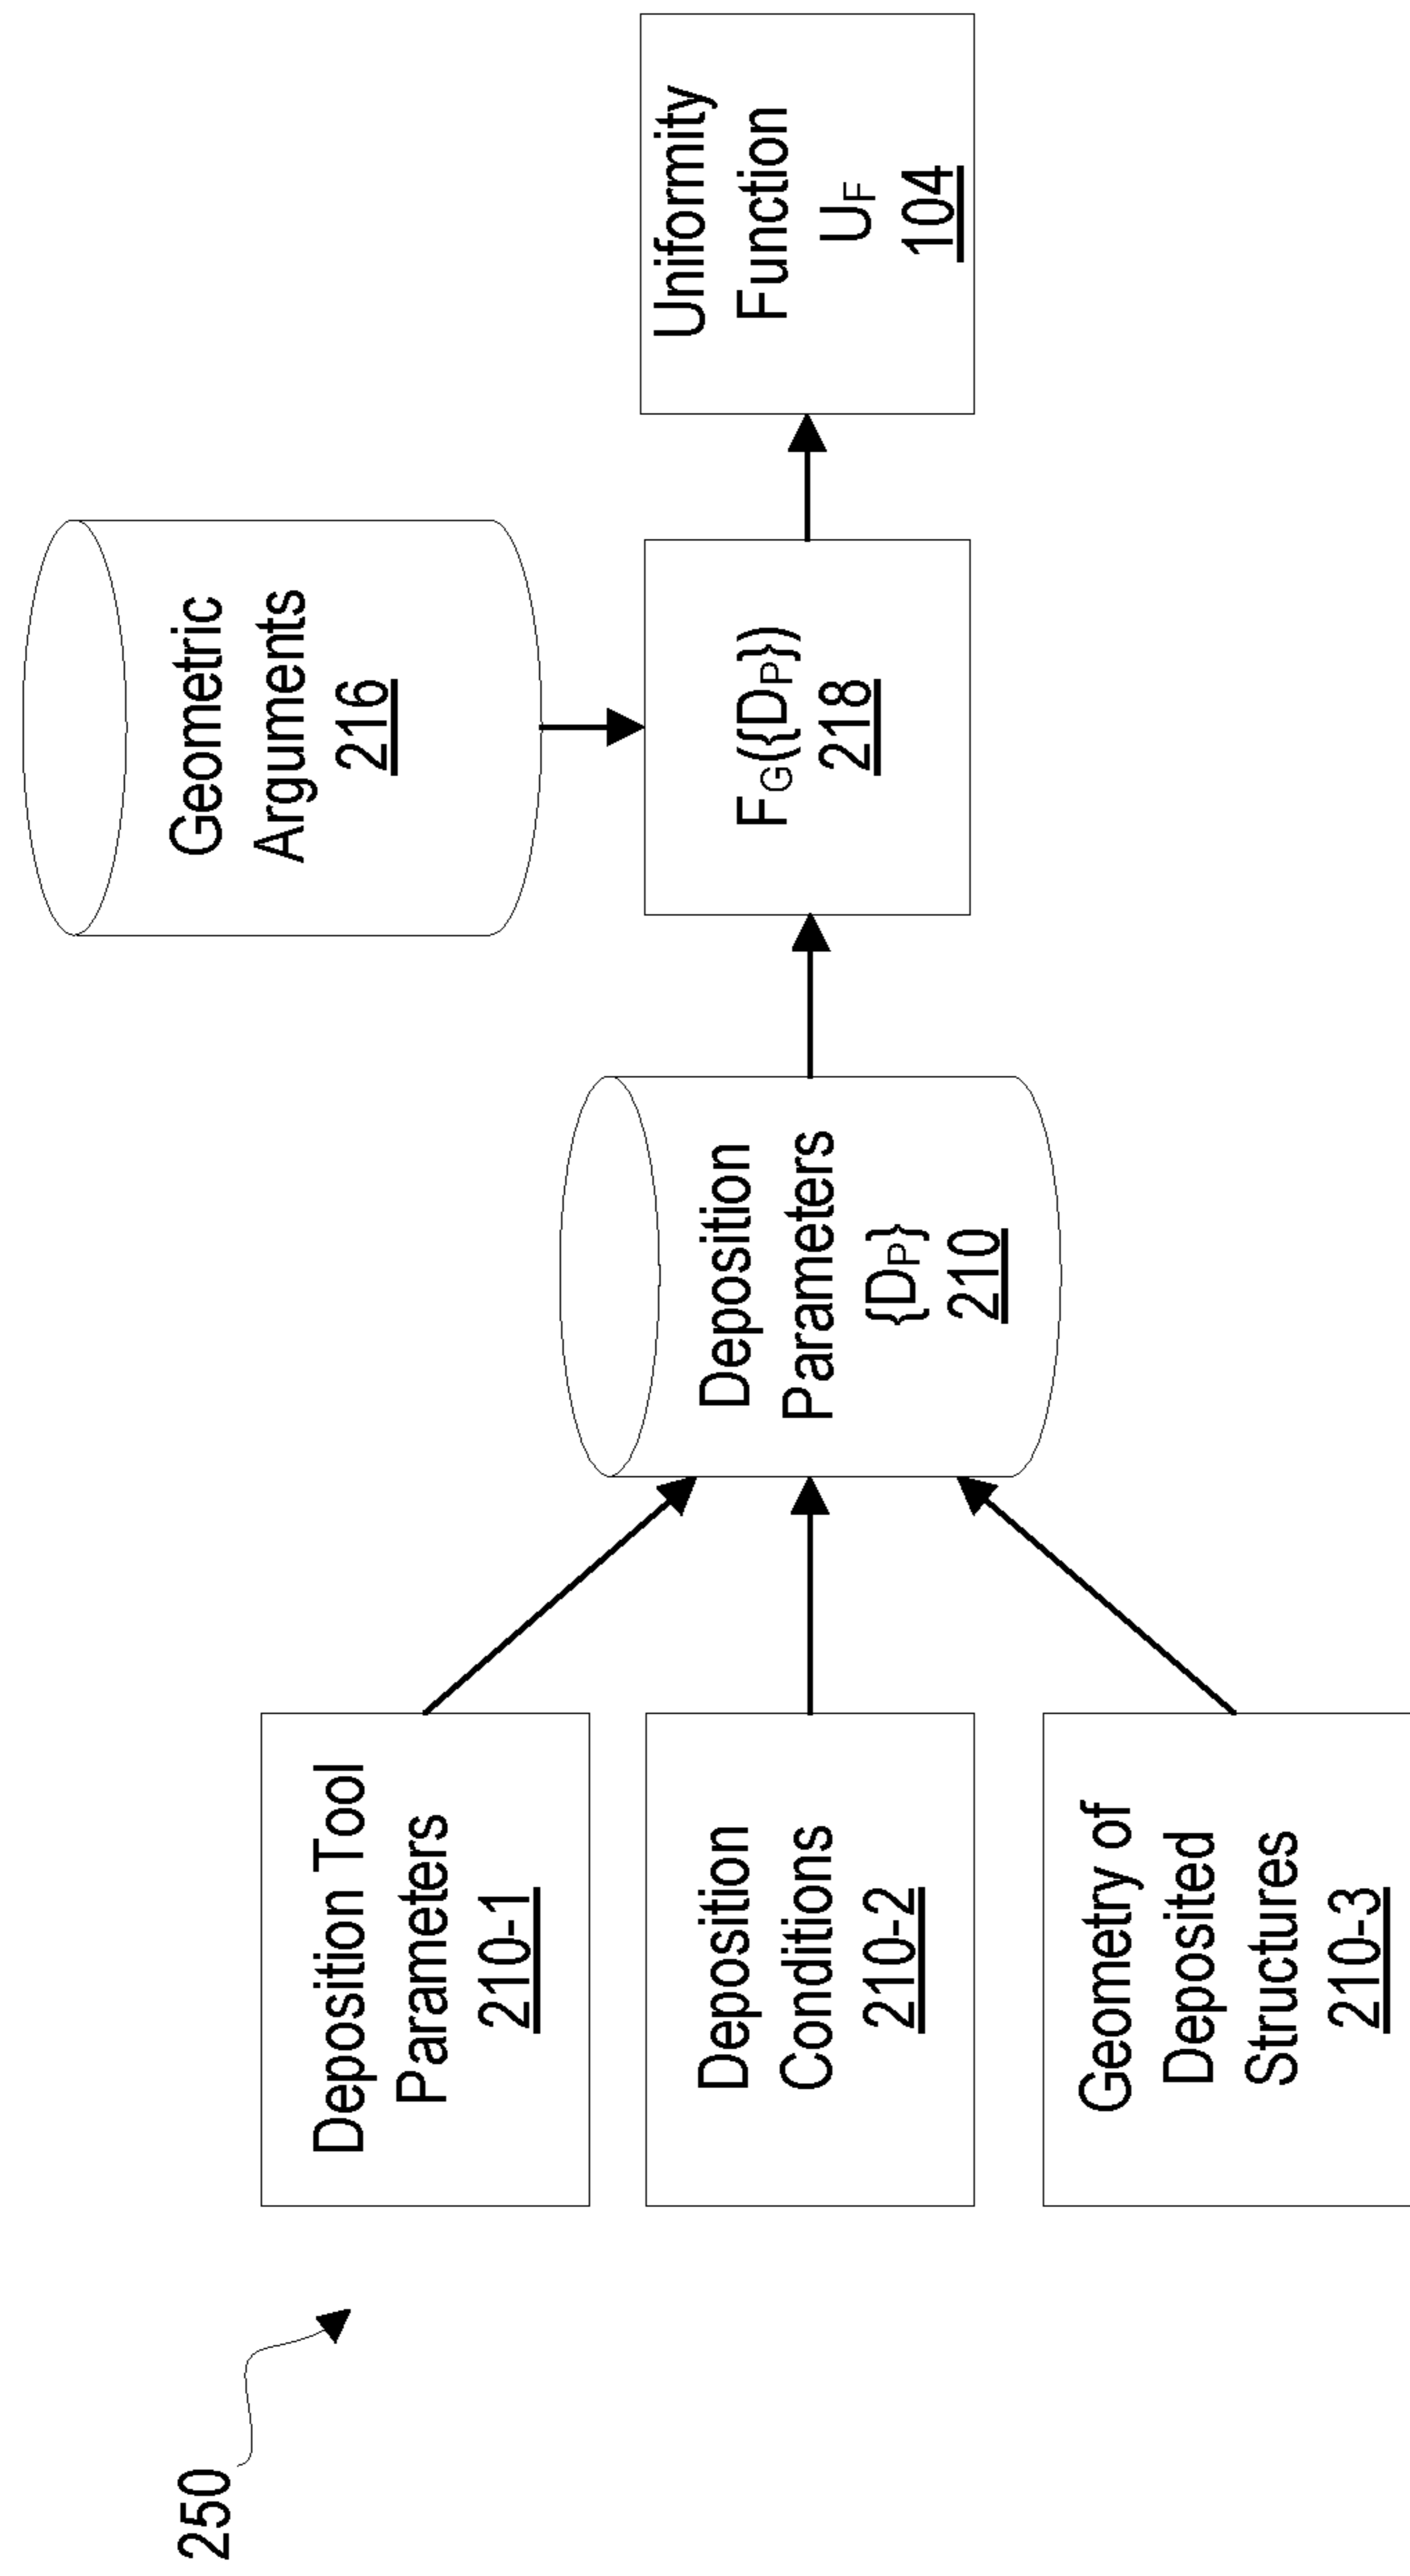 250
Deposition Tool
Parameters
210-1
Deposition
Conditions
210-2
Geometry of
Deposited
Structures
210-3
Deposition
Parameters
{DP}
210
Geometric
Arguments
216
FG({DP})
218
Uniformity
Function
UF
104